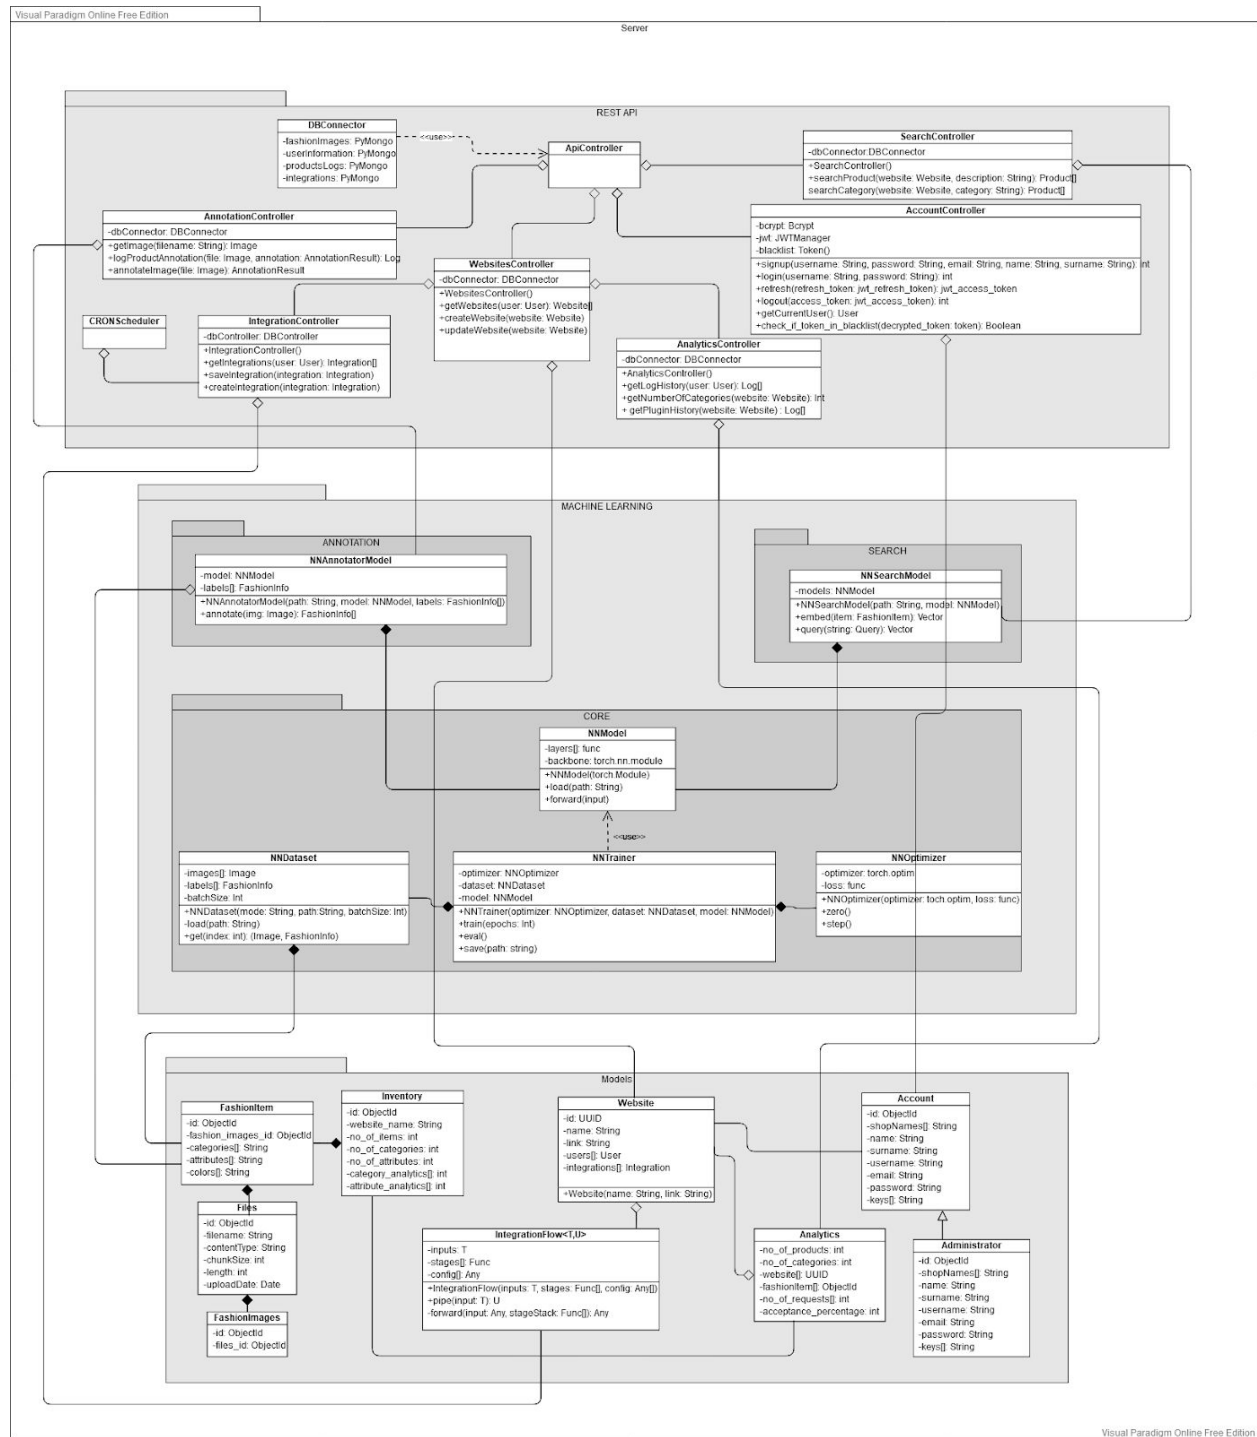 Visual Paradigm Online Free Edition
Server
REST API
DBConnector
-fashionImages: PyMongo
-userInformation: PyMongo
-productsLogs: PyMongo
-integrations: PyMongo
<<use>>
ApiController
SearchController
-dbConnector:DBConnector
+SearchController()
+searchProduct(website: Website, description: String): Product[]
searchCategory(website: Website, category: String): Product[]
AnnotationController
-dbConnector: DBConnector
+getImage(filename: String): Image
+logProductAnnotation(file: Image, annotation: AnnotationResult): Log
+annotateImage(file: Image): AnnotationResult
AccountController
-bcrypt: Bcrypt
-jwt: JWTManager
-blacklist: Token()
+signup(username: String, password: String, email: String, name: String, surname: String): int
+login(username: String, password: String): int
+refresh(refresh_token: jwt_refresh_token): jwt_access_token
+logout(access_token: jwt_access_token): int
+getCurrentUser(): User
+check_if_token_in_blacklist(decrypted_token: token): Boolean
WebsitesController
-dbConnector: DBConnector
+WebsitesController()
+getWebsites(user: User): Website[]
+createWebsite(website: Website)
+updateWebsite(website: Website)
CRONScheduler
IntegrationController
-dbController: DBController
+IntegrationController()
+getIntegrations(user: User): Integration[]
+saveIntegration(integration: Integration)
+createIntegration(integration: Integration)
AnalyticsController
-dbConnector: DBConnector
+AnalyticsController()
+getLogHistory(user: User): Log[]
+getNumberOfCategories(website: Website): Int
+ getPluginHistory(website: Website) : Log[]
MACHINE LEARNING
ANNOTATION
NNAnnotatorModel
-model: NNModel
-labels[]: FashionInfo
+NNAnnotatorModel(path: String, model: NNModel, labels: FashionInfo[])
+annotate(img: Image): FashionInfo[]
SEARCH
NNSearchModel
-models: NNModel
+NNSearchModel(path: String, model: NNModel)
+embed(item: FashionItem): Vector
+query(string: Query): Vector
CORE
NNModel
-layers[]: func
-backbone: torch.nn.module
+NNModel(torch.Module)
+load(path: String)
+forward(input)
<<use>>
NNDataset
-images[]: Image
-labels[]: FashionInfo
-batchSize: Int
+NNDataset(mode: String, path:String, batchSize: Int)
-load(path: String)
+get(index: int): (Image, FashionInfo)
NNTrainer
-optimizer: NNOptimizer
-dataset: NNDataset
-model: NNModel
+NNTrainer(optimizer: NNOptimizer, dataset: NNDataset, model: NNModel)
+train(epochs: Int)
+eval()
+save(path: string)
NNOptimizer
-optimizer: torch.optim
-loss: func
+NNOptimizer(optimizer: toch.optim, loss: func)
+zero()
+step()
Models
FashionItem
-id: ObjectId
-fashion_images_id: ObjectId
-categories[]: String
-attributes[]: String
-colors[]: String
Inventory
-id: ObjectId
-website_name: String
-no_of_items: int
-no_of_categories: int
-no_of_attributes: int
-category_analytics[]: int
-attribute_analytics[]: int
Website
-id: UUID
-name: String
-link: String
-users[]: User
-integrations[]: Integration
+Website(name: String, link: String)
Account
-id: ObjectId
-shopNames[]: String
-name: String
-surname: String
-username: String
-email: String
-password: String
-keys[]: String
Files
-id: ObjectId
-filename: String
-contentType: String
-chunkSize: int
-length: int
-uploadDate: Date
IntegrationFlow<T,U>
-inputs: T
-stages[]: Func
-config[]: Any
+IntegrationFlow(inputs: T, stages: Func[], config: Any[])
+pipe(input: T): U
-forward(input: Any, stageStack: Func[]): Any
Analytics
-no_of_products: int
-no_of_categories: int
-website[]: UUID
-fashionItem[]: ObjectId
-no_of_requests[]: int
-acceptance_percentage: int
Administrator
-id: ObjectId
-shopNames[]: String
-name: String
-surname: String
-username: String
-email: String
-password: String
-keys[]: String
FashionImages
-id: ObjectId
-files_id: ObjectId
Visual Paradigm Online Free Edition